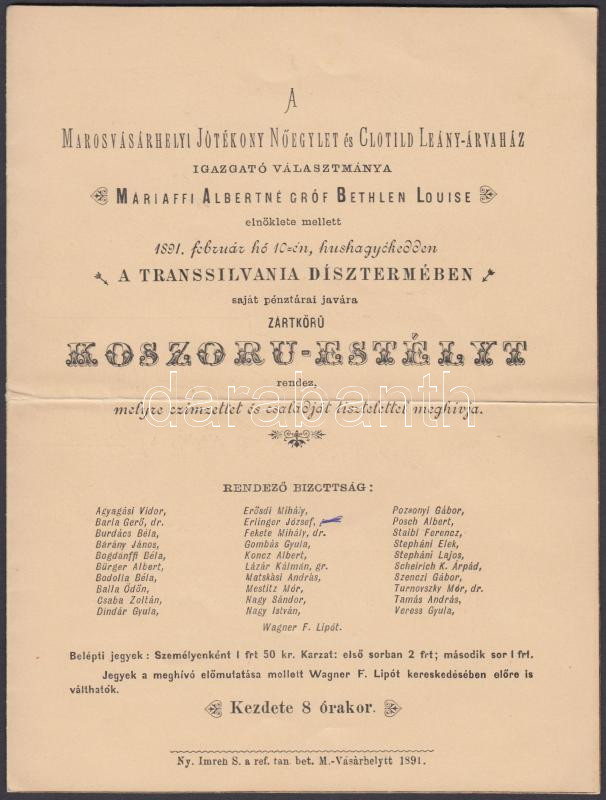 A
MAROSVÁSÁRHELYI JÓTÉKONY NŐEGYLET és CLOTILD LEÁNY-ÁRVAHÁZ
IGAZGATÓ VÁLASZTMÁNYA
MÁRIAFFI ALBERTNÉ GRÓF BETHLEN LOUISE
elnöklete mellett
1891. február hó 10-én, hushagyókedden
A TRANSSILVANIA DÍSZTERMÉBEN
saját pénztárai javára
ZÁRTKÖRŰ
KOSZORU-ESTÉLYT
rendez,
melyre czimzettet és családját tisztelettel meghivja.
darabanth
RENDEZŐ BIZOTTSÁG:
Agyagási Vidor,
Barla Gerő, dr.
Burdács Béla,
Bárány János,
Bogdánffi Béla,
Bürger Albert,
Bodolla Béla,
Balla Ödön,
Csaba Zoltán,
Dindár Gyula,
Erősdi Mihály,
Erlinger József,
Fekete Mihály, dr.
Gombás Gyula,
Koncz Albert,
Lázár Kálmán, gr.
Matskási András,
Mestitz Mór,
Nagy Sándor,
Nagy István,
Pozsonyi Gábor,
Posch Albert,
Stalbi Ferencz,
Stepháni Elek,
Stepháni Lajos,
Scheirich K. Árpád,
Szenczi Gábor,
Turnovszky Mór, dr.
Tamás András,
Veress Gyula,
Wagner F. Lipót.
Belépti jegyek: Személyenként 1 frt 50 kr. Karzat: első sorban 2 frt; második sor 1 frt.
Jegyek a meghívó előmutatása mellett Wagner F. Lipót kereskedésében előre is
válthatók.
Kezdete 8 órakor.
Ny. Imreh S. a ref. tan. bet. M.-Vásárhelytt 1891.